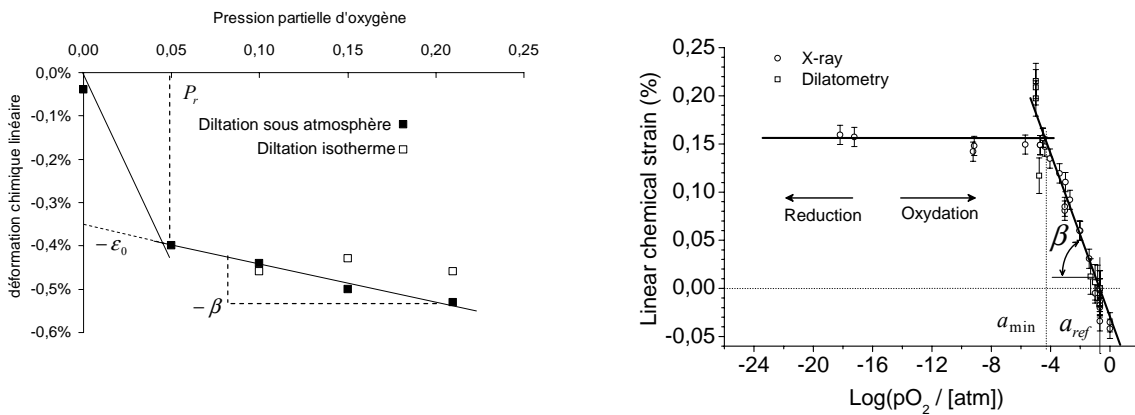 Pression partielle d'oxygène
0,00 0,05 0,10 0,15 0,20 0,25
0,0%
-0,1%
-0,2%
-0,3%
-0,4%
-0,5%
-0,6%
déformation chimique linéaire
P_r
Diltation sous atmosphère
Diltation isotherme
-ε_0
-β
0,25
0,20
0,15
0,10
0,05
0,00
-0,05
Linear chemical strain (%)
X-ray
Dilatometry
Reduction Oxydation
β
a_min a_ref
-24 -20 -16 -12 -8 -4 0
Log(pO₂ / [atm])